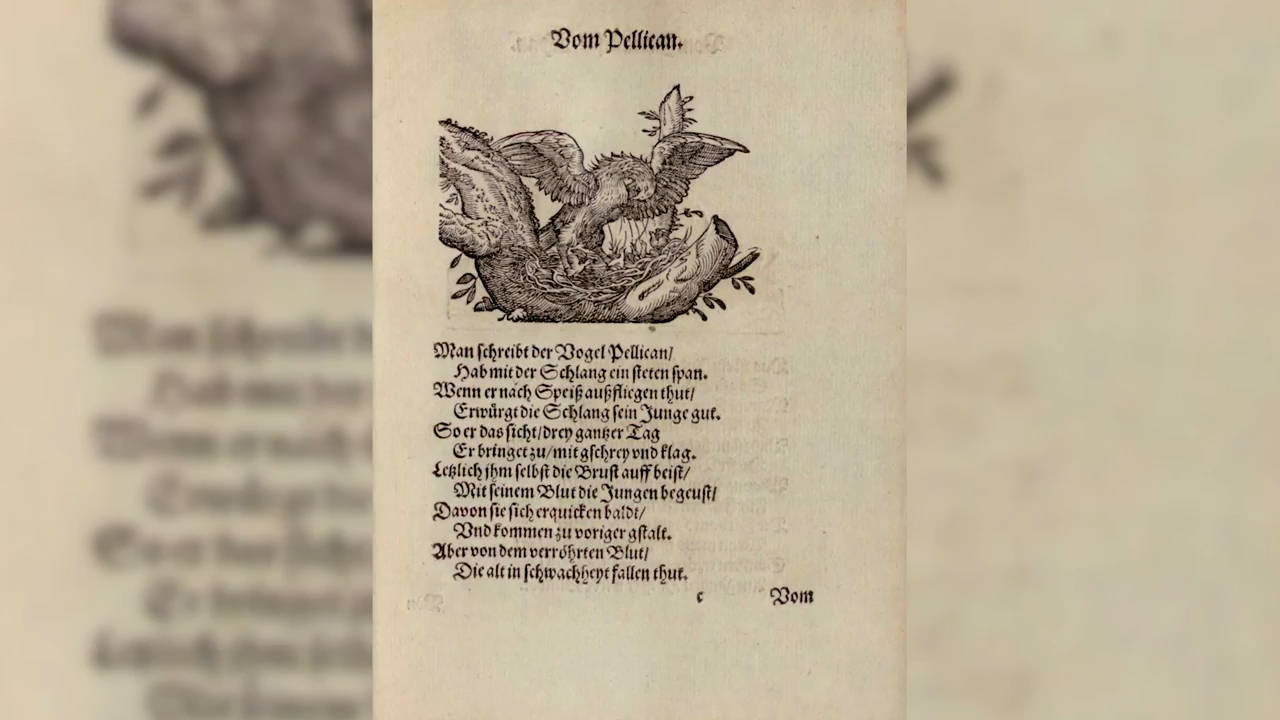 Vom Pellican.
Man schreibt der Vogel Pellican/
Hab mit der Schlang ein steten span.
Wenn er nach Speiß außfliegen thut/
Erwürgt die Schlang sein Junge gut.
So er das sicht/drey gantzer Tag
Er bringet zu/mit gschrey vnd klag.
Letzlich jhm selbst die Brust auff beist/
Mit seinem Blut die Jungen begeust/
Davon sie sich erquicken baldt/
Vnd kommen zu voriger gstalt.
Aber von dem verröhrten Blut/
Die alt in schwachheyt fallen thut.
c Vom